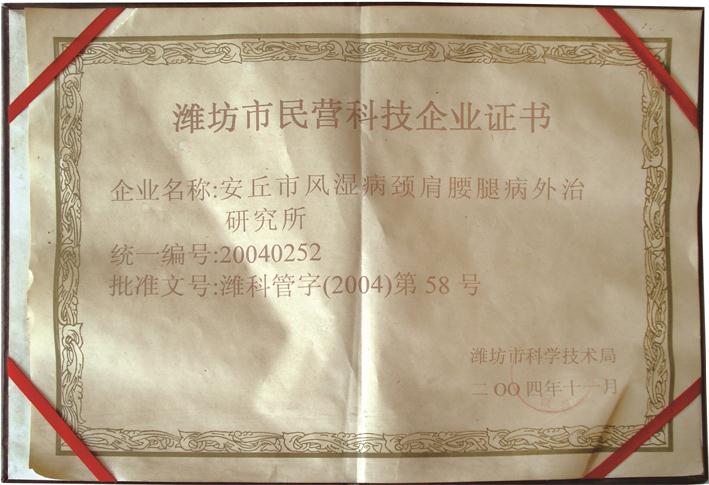 潍坊市民营科技企业证书
企业名称:安丘市风湿病颈肩腰腿病外治
研究所
统一编号:20040252
批准文号:潍科管字(2004)第 58 号
潍坊市科学技术局
二OO四年十一月